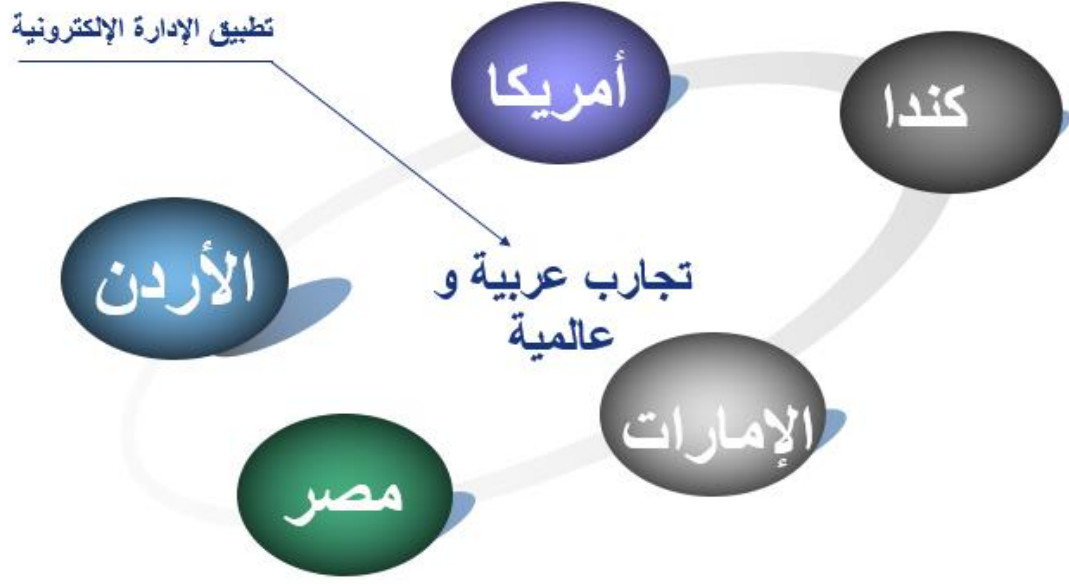 تطبيق الإدارة الإلكترونية
أمريكا
كندا
الأردن
تجارب عربية و
عالمية
الإمارات
مصر